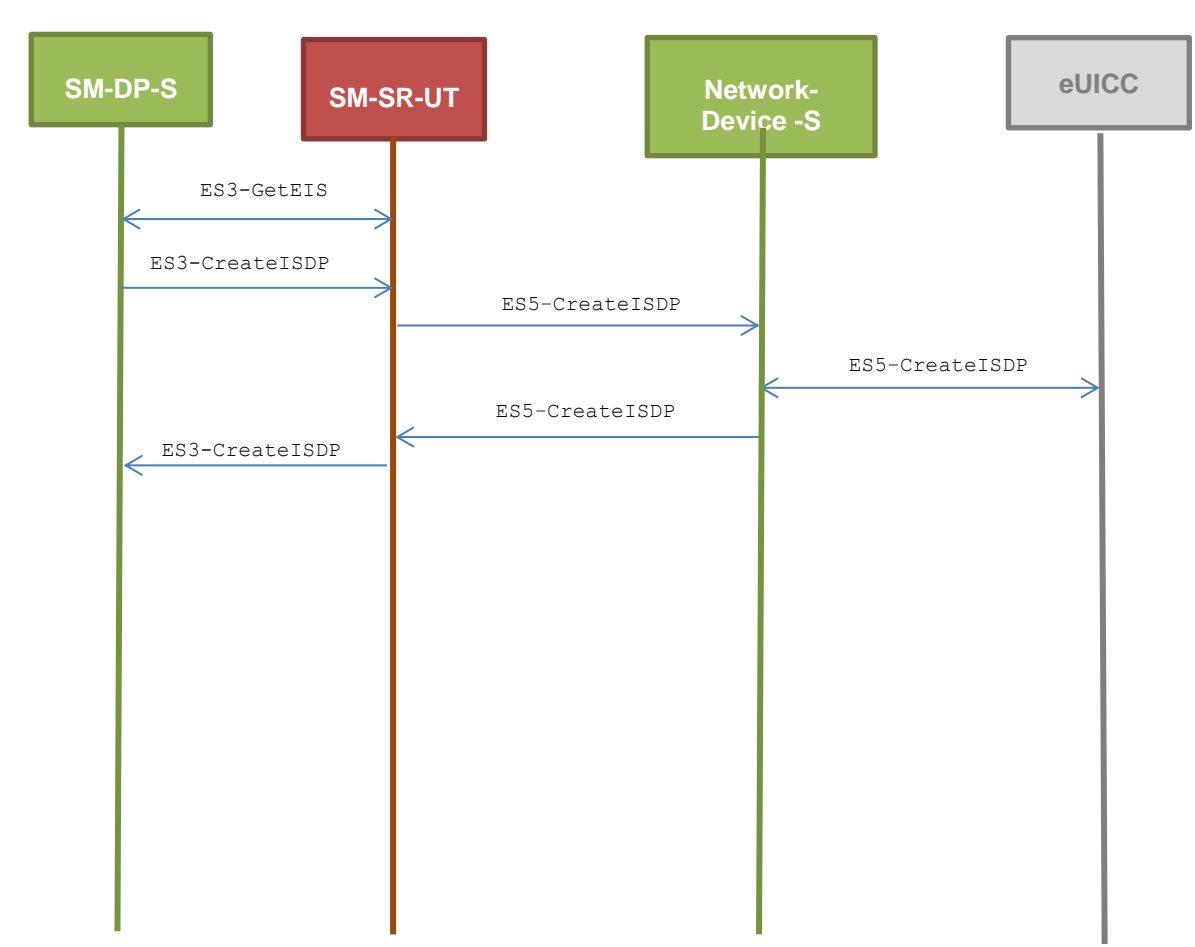 SM-DP-S
SM-SR-UT
Network-
Device -S
eUICC
ES3-GetEIS
ES3-CreateISDP
ES5-CreateISDP
ES5-CreateISDP
ES5-CreateISDP
ES3-CreateISDP